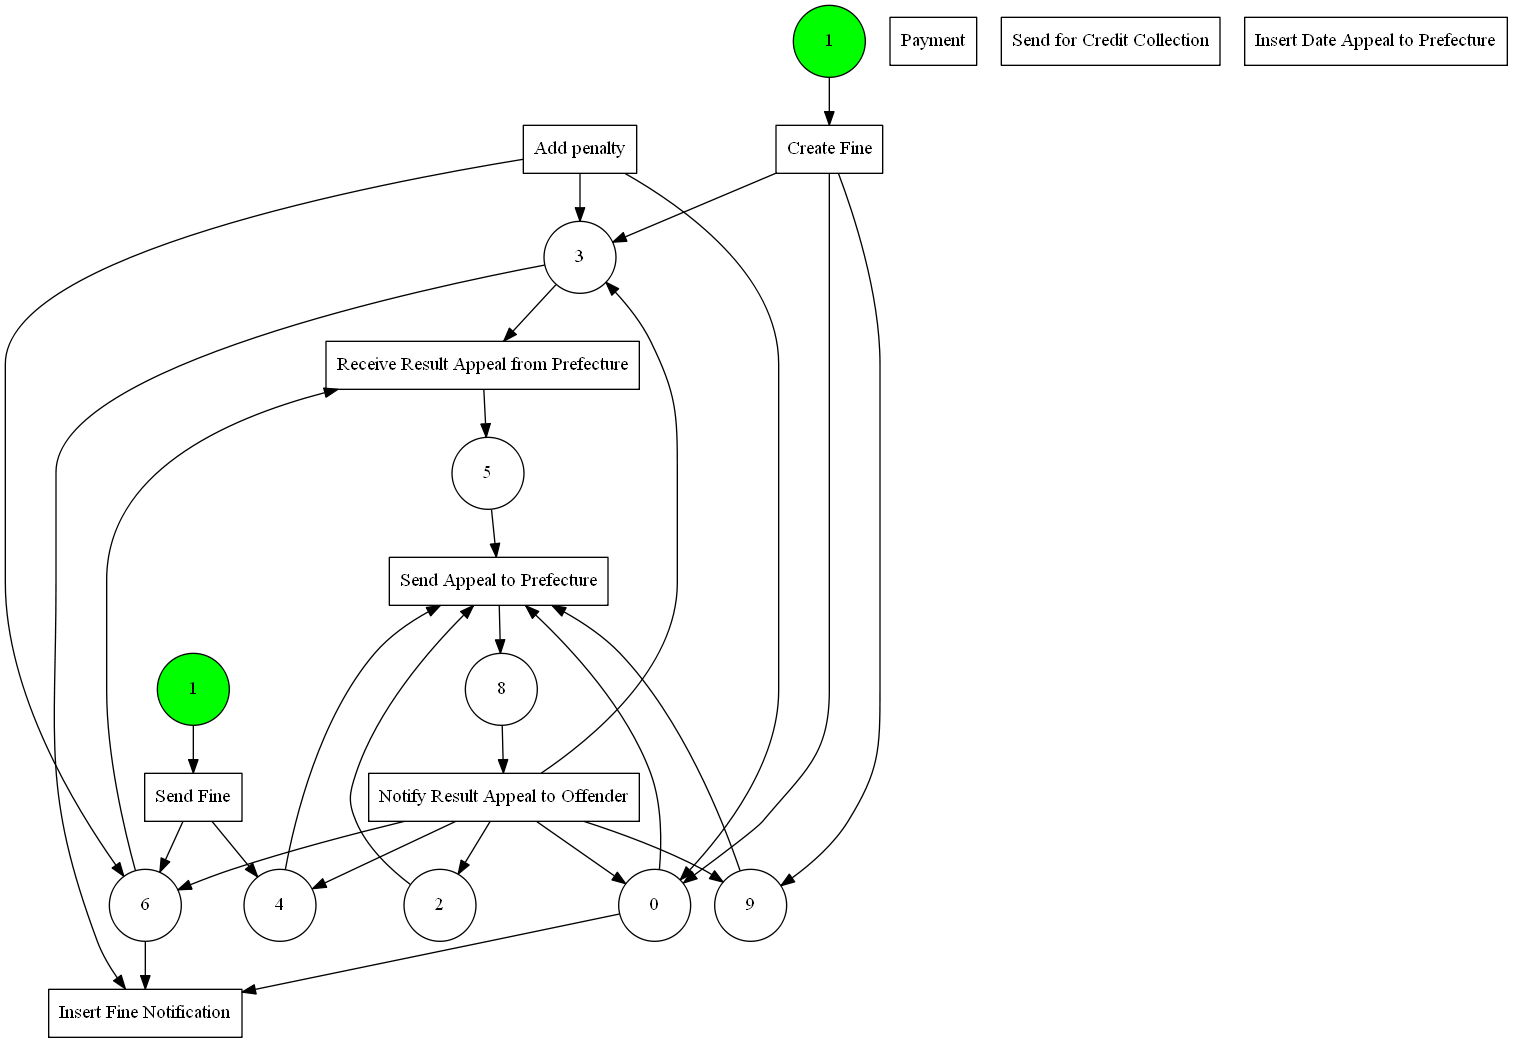 1
Payment
Send for Credit Collection
Insert Date Appeal to Prefecture
Add penalty
Create Fine
3
Receive Result Appeal from Prefecture
5
Send Appeal to Prefecture
1
8
Send Fine
Notify Result Appeal to Offender
6
4
2
0
9
Insert Fine Notification